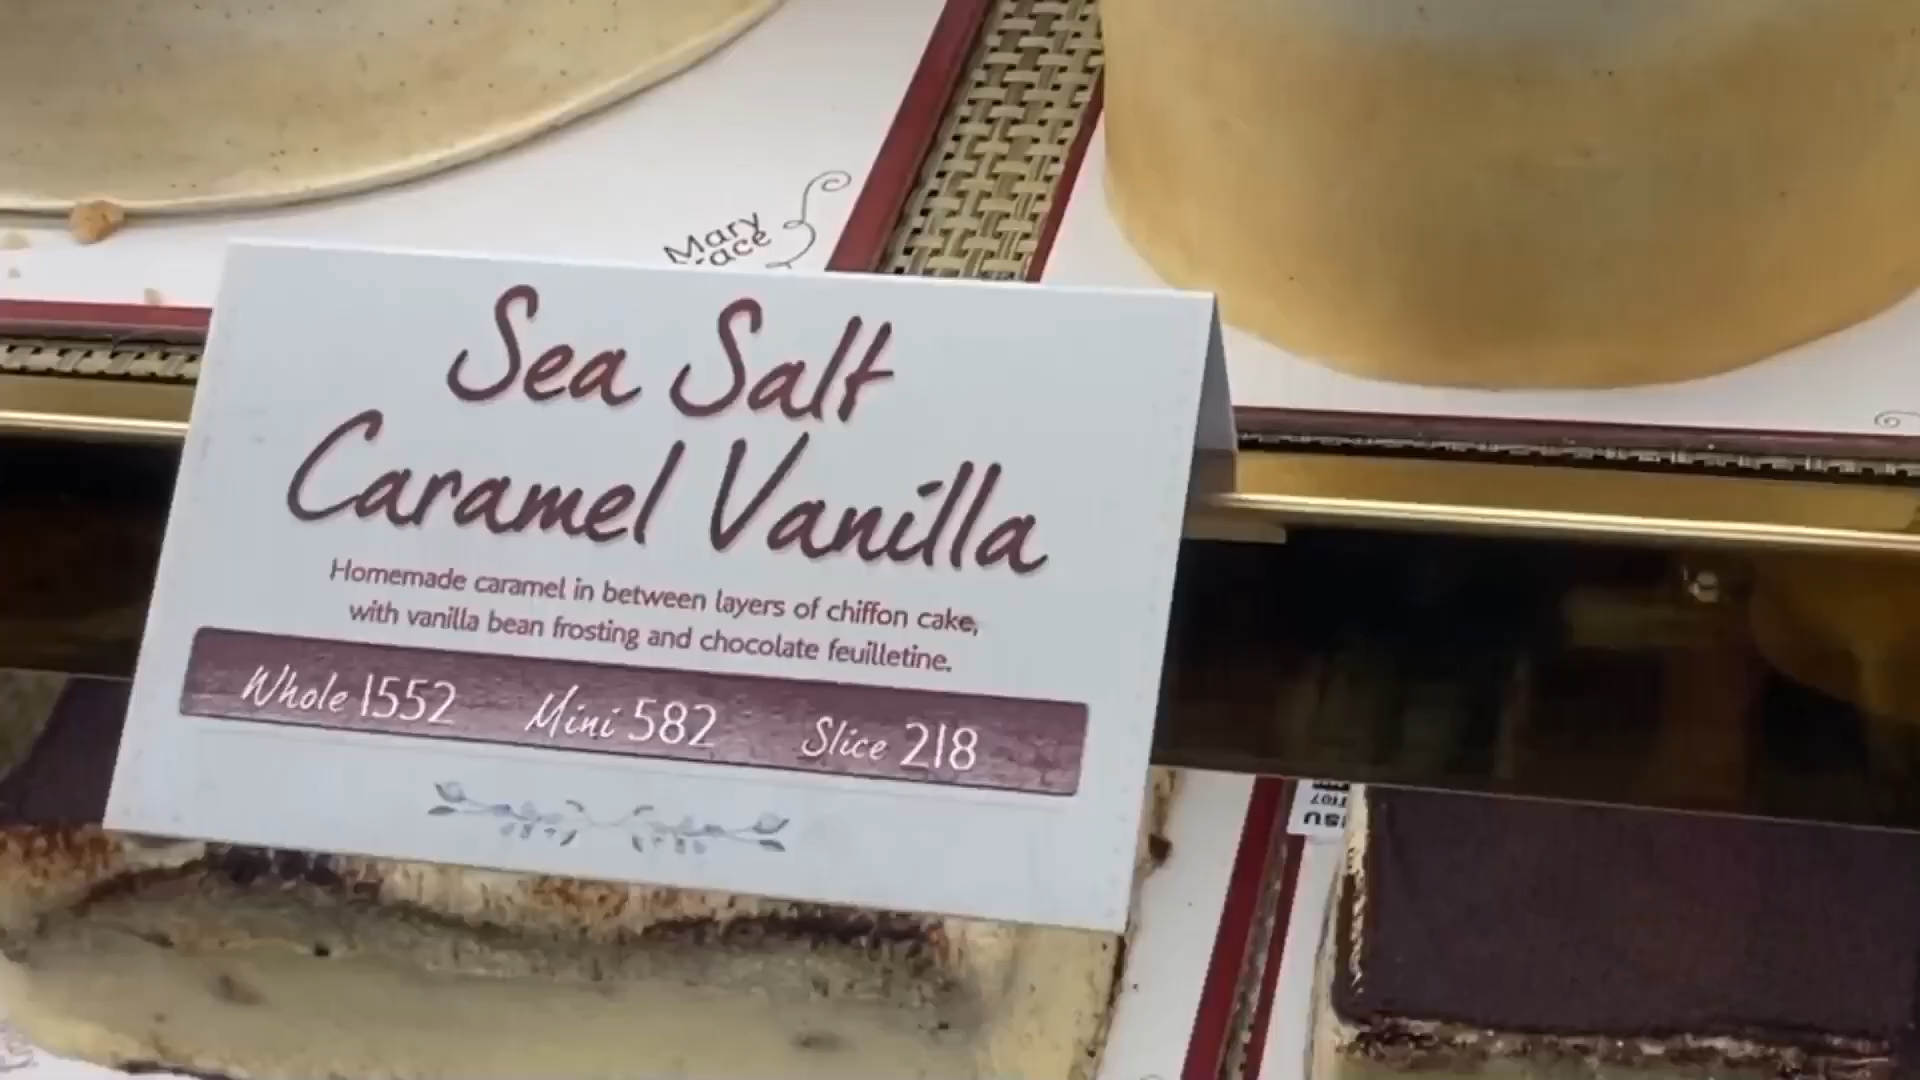 Mary
Sea Salt
Caramel Vanilla
Homemade caramel in between layers of chiffon cake,
with vanilla bean frosting and chocolate feuilletine.
Whole 1552 Mini 582 Slice 218